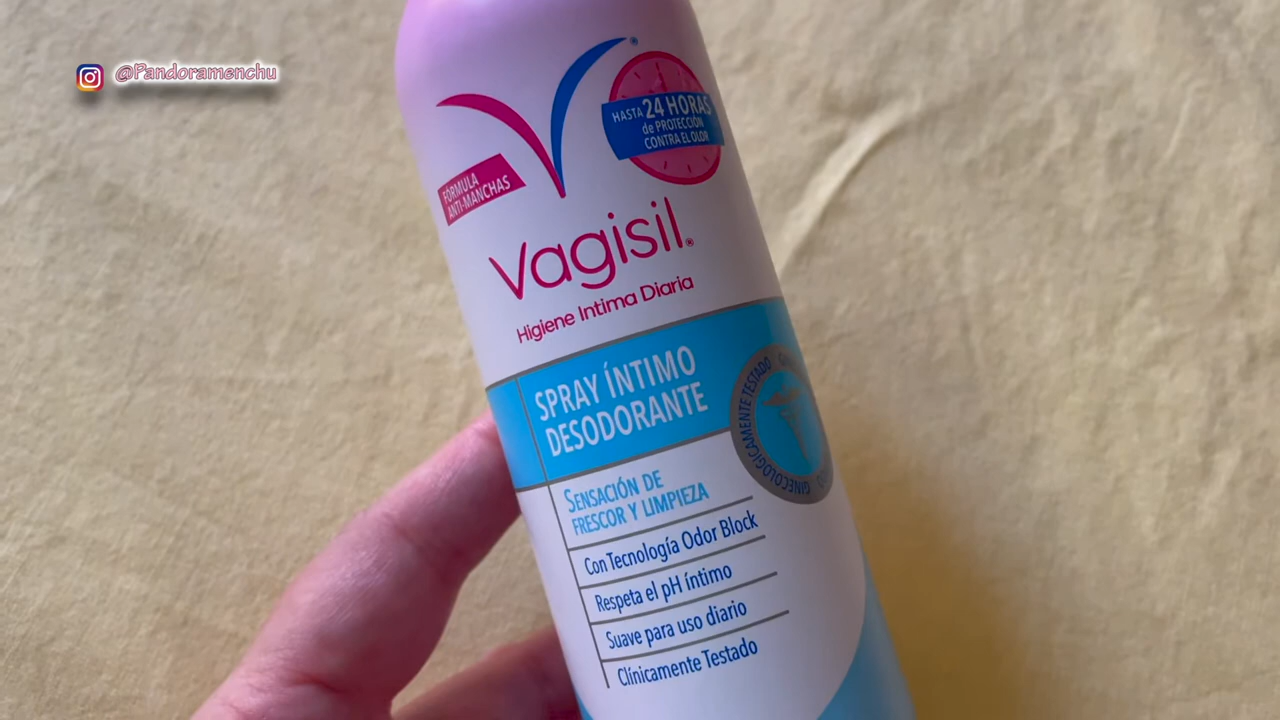 @Pandoramenchu
HASTA 24 HORAS
de PROTECCIÓN
CONTRA EL OLOR
FÓRMULA
ANTI-MANCHAS
Vagisil®
Higiene Intima Diaria
SPRAY ÍNTIMO
DESODORANTE
GINECOLÓGICAMENTE TESTADO
SENSACIÓN DE
FRESCOR Y LIMPIEZA
Con Tecnología Odor Block
Respeta el pH íntimo
Suave para uso diario
Clínicamente Testado